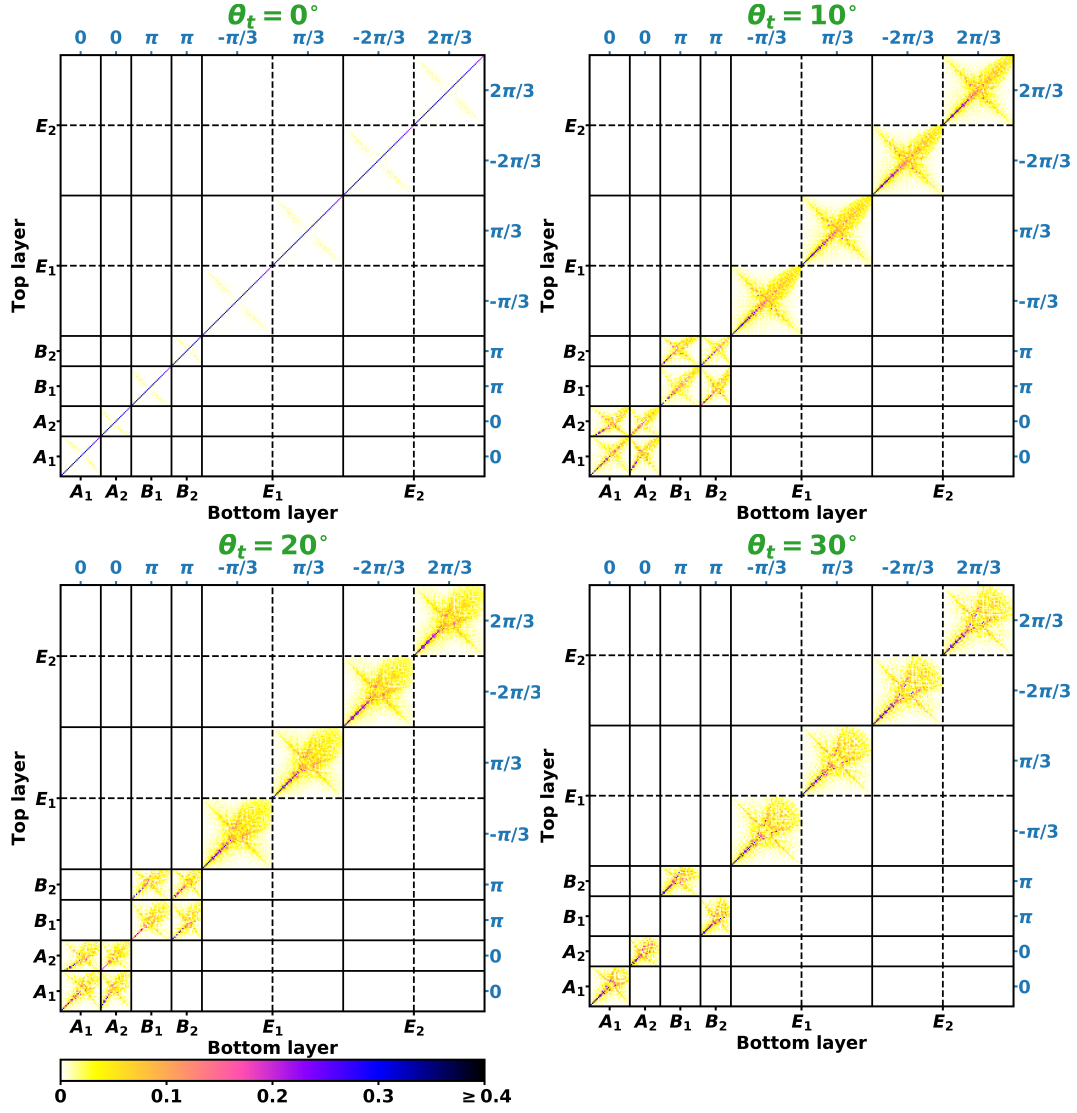 θt = 0°
θt = 10°
0 0 π π -π/3 π/3 -2π/3 2π/3
0 0 π π -π/3 π/3 -2π/3 2π/3
Top layer
E2
E1
B2
B1
A2
A1
2π/3
-2π/3
π/3
-π/3
π
π
0
0
A1 A2 B1 B2 E1 E2
Bottom layer
Top layer
E2
E1
B2
B1
A2
A1
2π/3
-2π/3
π/3
-π/3
π
π
0
0
A1 A2 B1 B2 E1 E2
Bottom layer
θt = 20°
θt = 30°
0 0 π π -π/3 π/3 -2π/3 2π/3
0 0 π π -π/3 π/3 -2π/3 2π/3
Top layer
E2
E1
B2
B1
A2
A1
2π/3
-2π/3
π/3
-π/3
π
π
0
0
A1 A2 B1 B2 E1 E2
Bottom layer
Top layer
E2
E1
B2
B1
A2
A1
2π/3
-2π/3
π/3
-π/3
π
π
0
0
A1 A2 B1 B2 E1 E2
Bottom layer
0 0.1 0.2 0.3 ≥0.4